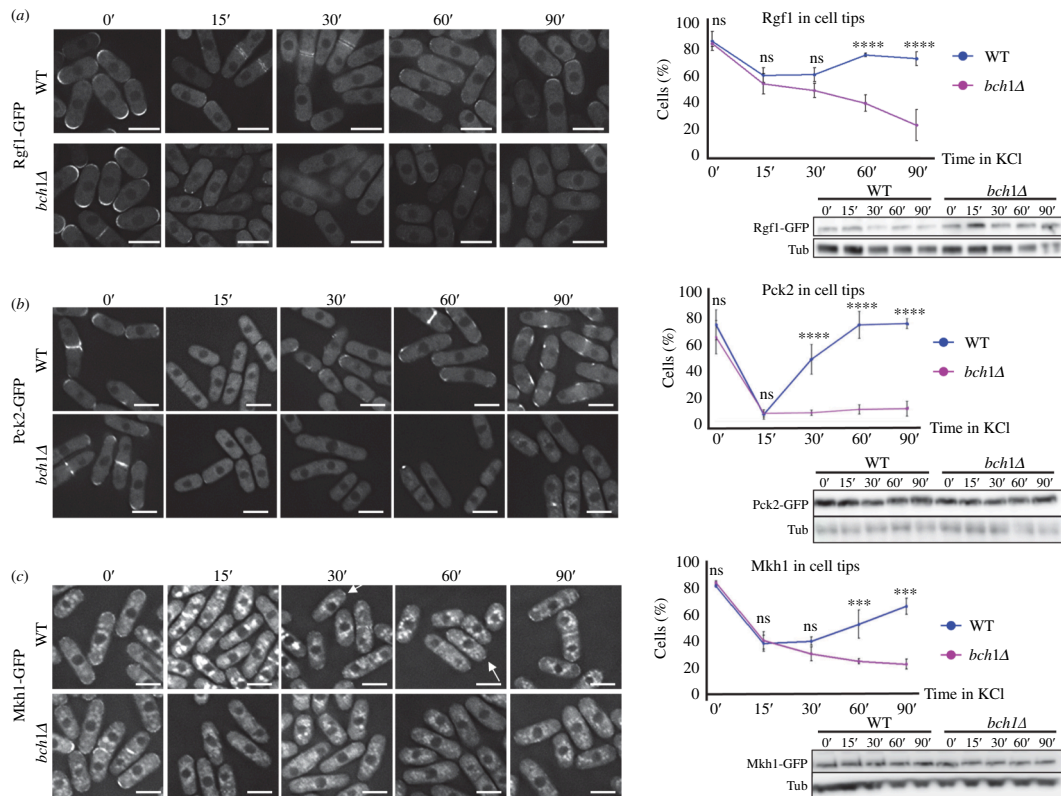 (a)
0′ 15′ 30′ 60′ 90′
Rgf1-GFP
WT
bch1Δ
Rgf1 in cell tips
Cells (%)
100
80
60
40
20
0
ns
ns
ns
****
****
WT
bch1Δ
0′ 15′ 30′ 60′ 90′
Time in KCl
WT bch1Δ
0′ 15′ 30′ 60′ 90′ 0′ 15′ 30′ 60′ 90′
Rgf1-GFP
Tub
(b)
0′ 15′ 30′ 60′ 90′
Pck2-GFP
WT
bch1Δ
Pck2 in cell tips
Cells (%)
100
80
60
40
20
0
ns
ns
****
****
****
WT
bch1Δ
0′ 15′ 30′ 60′ 90′
Time in KCl
WT bch1Δ
0′ 15′ 30′ 60′ 90′ 0′ 15′ 30′ 60′ 90′
Pck2-GFP
Tub
(c)
0′ 15′ 30′ 60′ 90′
Mkh1-GFP
WT
bch1Δ
Mkh1 in cell tips
Cells (%)
100
80
60
40
20
0
ns
ns
ns
***
***
WT
bch1Δ
0′ 15′ 30′ 60′ 90′
Time in KCl
WT bch1Δ
0′ 15′ 30′ 60′ 90′ 0′ 15′ 30′ 60′ 90′
Mkh1-GFP
Tub